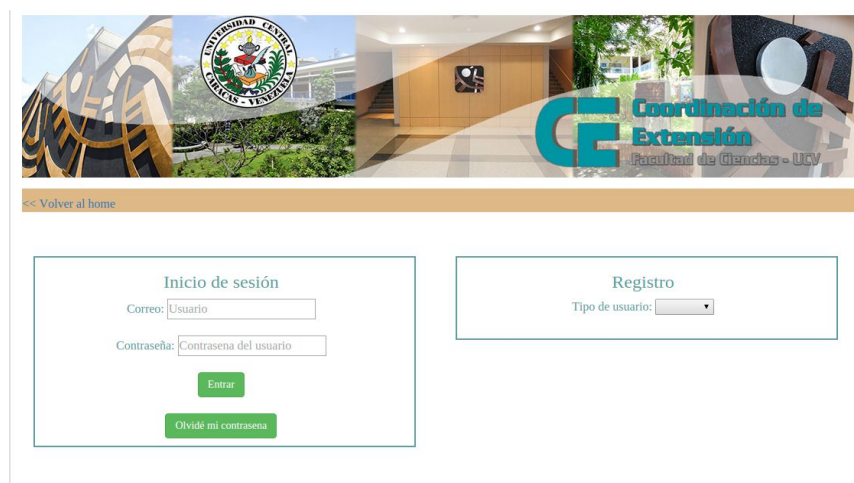 UNIVERSIDAD CENTRAL
CARACAS - VENEZUELA
Coordinación de
Extensión
Facultad de Ciencias - UCV
<< Volver al home
Inicio de sesión
Correo: Usuario
Contraseña: Contrasena del usuario
Entrar
Olvidé mi contrasena
Registro
Tipo de usuario: